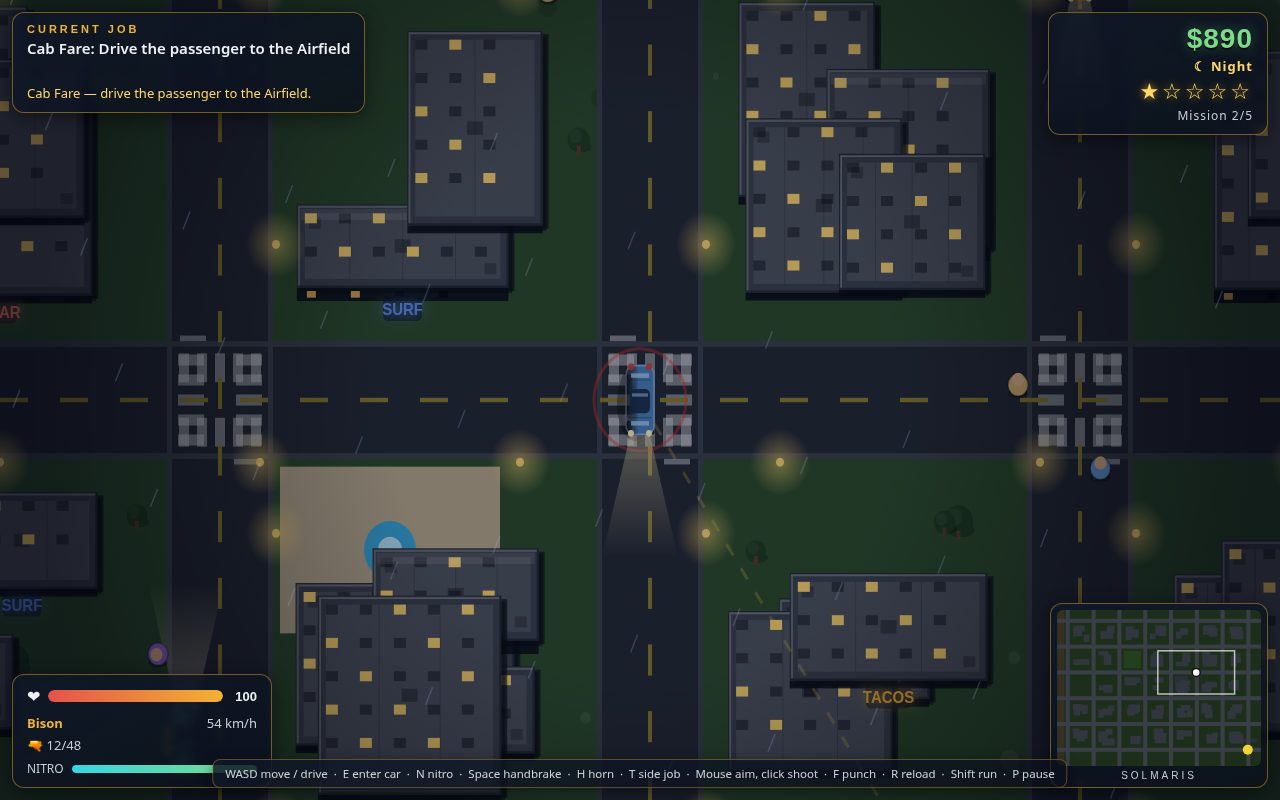 CURRENT JOB
Cab Fare: Drive the passenger to the Airfield
Cab Fare — drive the passenger to the Airfield.
$890
☾ Night
★☆☆☆☆
Mission 2/5
AR
SURF
SURF
TACOS
❤ 100
Bison 54 km/h
🔫 12/48
NITRO
WASD move / drive · E enter car · N nitro · Space handbrake · H horn · T side job · Mouse aim, click shoot · F punch · R reload · Shift run · P pause
SOLMARIS